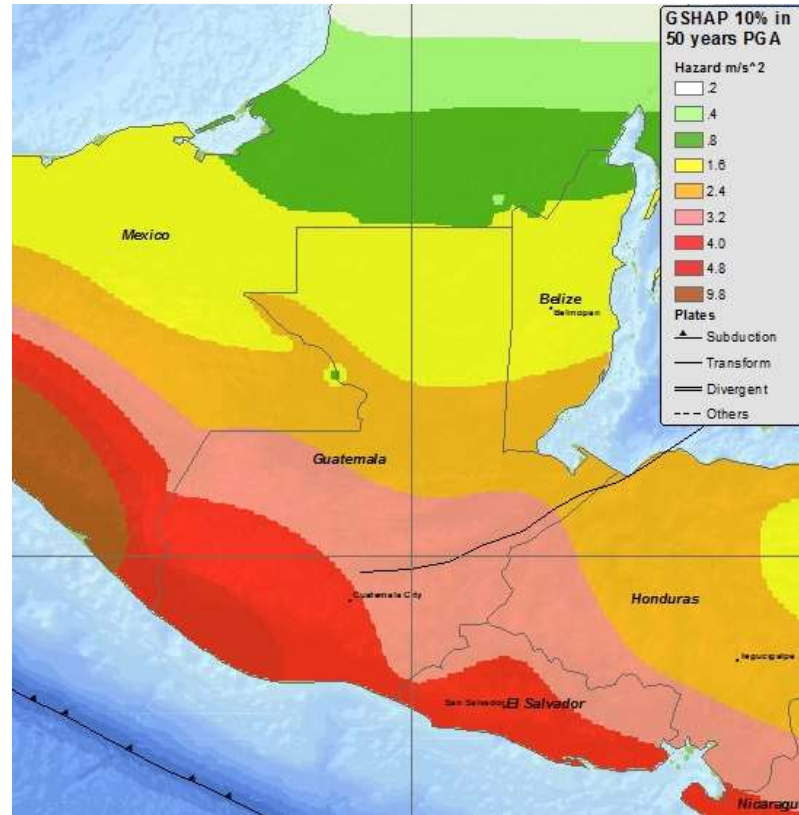 GSHAP 10% in
50 years PGA
Hazard m/s^2
.2
.4
.8
1.6
2.4
3.2
4.0
4.8
9.8
Plates
Subduction
Transform
Divergent
Others
Mexico
Belize
Belmopan
Guatemala
Guatemala City
Honduras
Tegucigalpa
San Salvador
El Salvador
Nicaragu